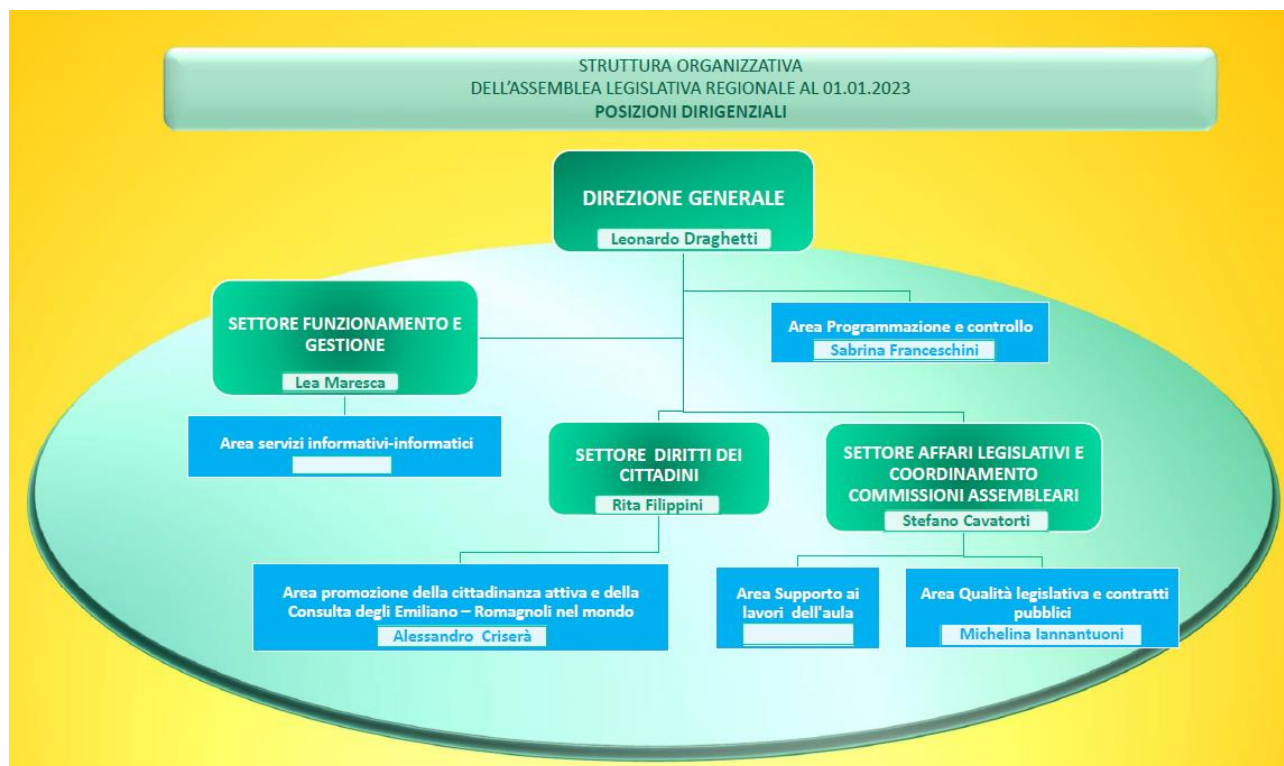 STRUTTURA ORGANIZZATIVA
DELL'ASSEMBLEA LEGISLATIVA REGIONALE AL 01.01.2023
POSIZIONI DIRIGENZIALI
DIREZIONE GENERALE
Leonardo Draghetti
SETTORE FUNZIONAMENTO E
GESTIONE
Lea Maresca
Area Programmazione e controllo
Sabrina Franceschini
Area servizi informativi-informatici
SETTORE DIRITTI DEI
CITTADINI
Rita Filippini
SETTORE AFFARI LEGISLATIVI E
COORDINAMENTO
COMMISSIONI ASSEMBLEARI
Stefano Cavatorti
Area promozione della cittadinanza attiva e della
Consulta degli Emiliano – Romagnoli nel mondo
Alessandro Criserà
Area Supporto ai
lavori dell'aula
Area Qualità legislativa e contratti
pubblici
Michelina Iannantuoni